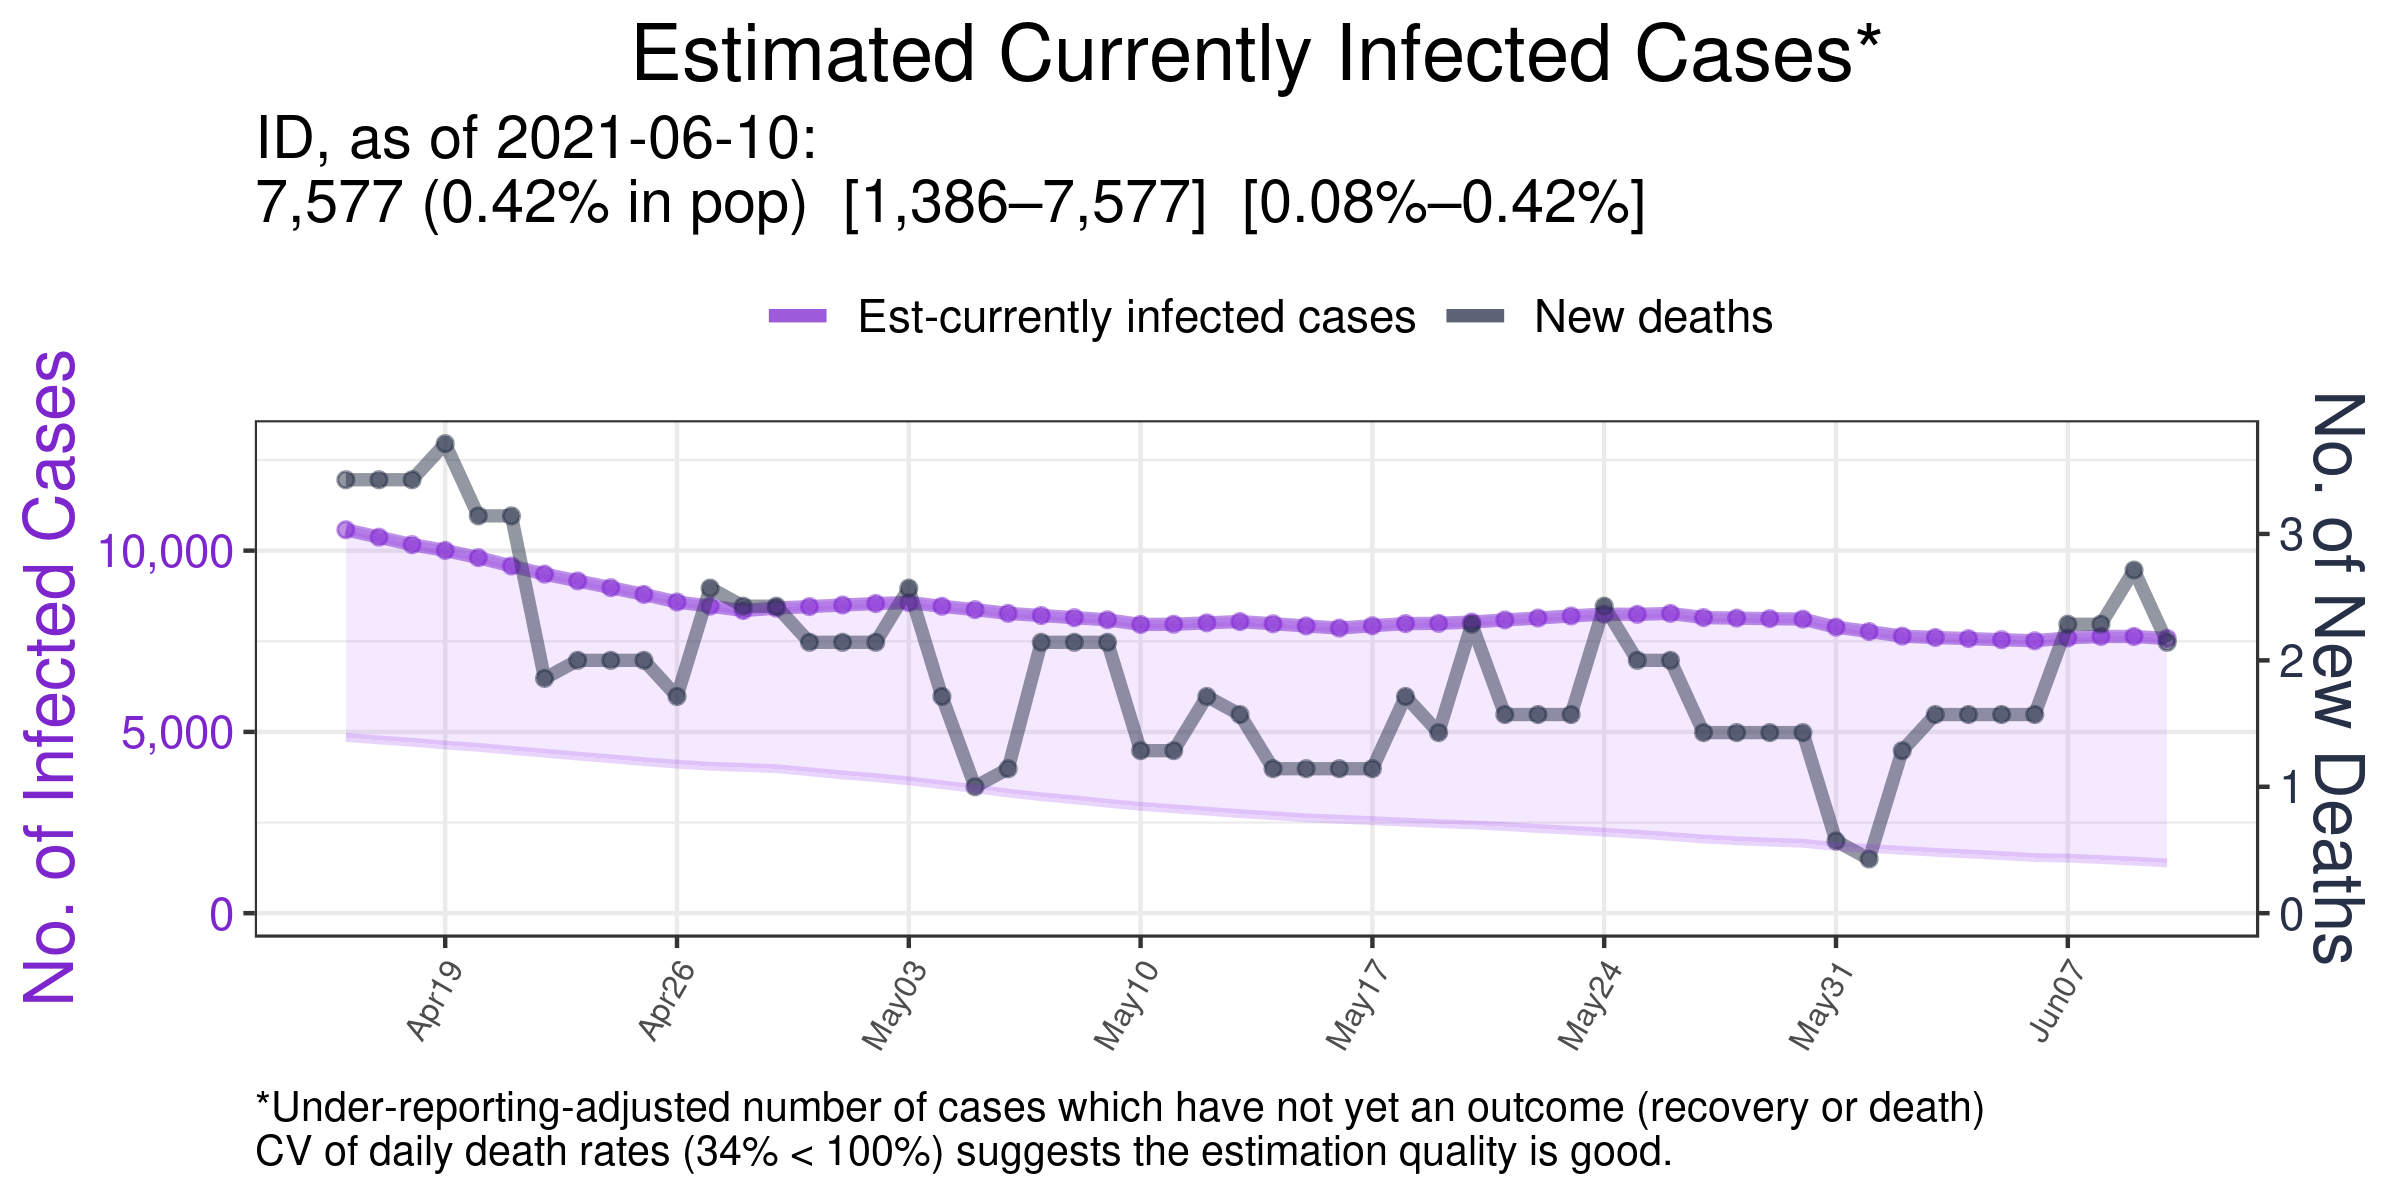 Estimated Currently Infected Cases*
ID, as of 2021-06-10:
7,577 (0.42% in pop)  [1,386–7,577]  [0.08%–0.42%]
Est-currently infected cases
New deaths
No. of Infected Cases
10,000
5,000
0
No. of New Deaths
3
2
1
0
Apr19
Apr26
May03
May10
May17
May24
May31
Jun07
*Under-reporting-adjusted number of cases which have not yet an outcome (recovery or death)
CV of daily death rates (34% < 100%) suggests the estimation quality is good.